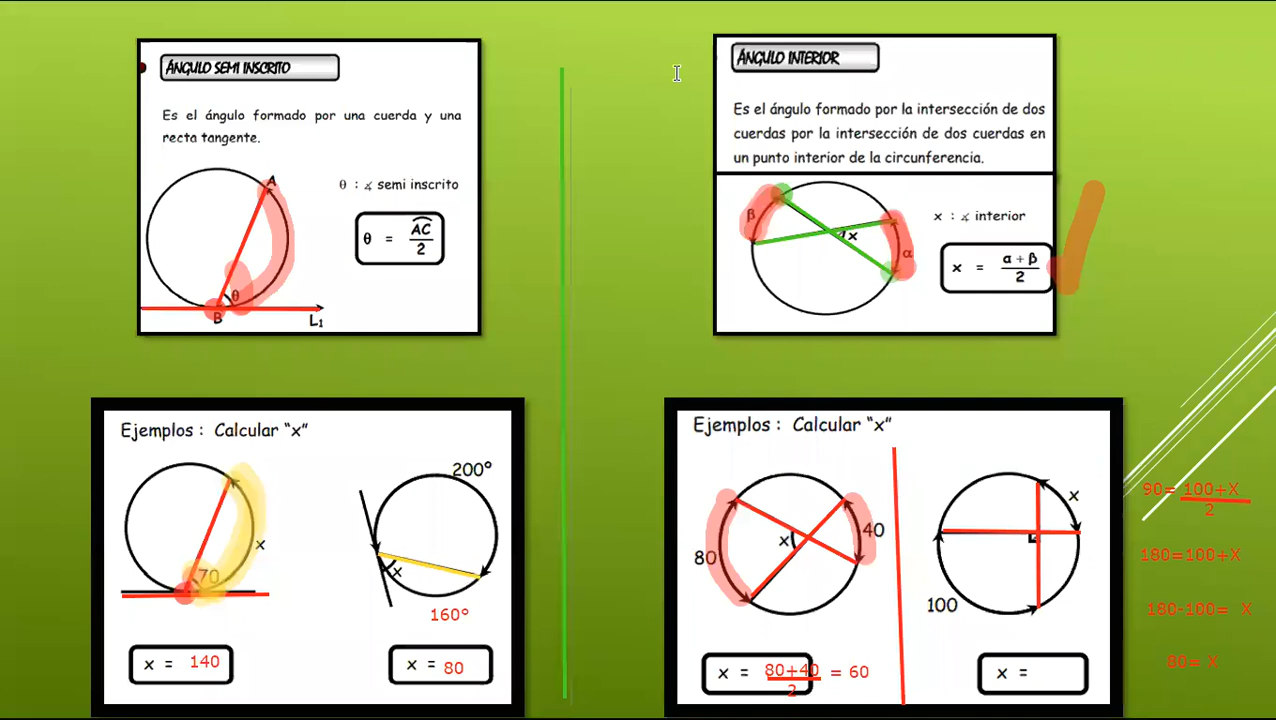 ÁNGULO SEMI INSCRITO
Es el ángulo formado por una cuerda y una
recta tangente.
A
θ : ∡ semi inscrito
θ = AC
2
θ
B
L₁
ÁNGULO INTERIOR
Es el ángulo formado por la intersección de dos
cuerdas por la intersección de dos cuerdas en
un punto interior de la circunferencia.
β
x
α
x : ∡ interior
x = α + β
2
Ejemplos : Calcular “x”
x
70
x = 140
200°
x
160°
x = 80
Ejemplos : Calcular “x”
80
x
40
x = 80+40 = 60
2
x
100
x =
90= 100+X
2
180=100+X
180-100= X
80= X